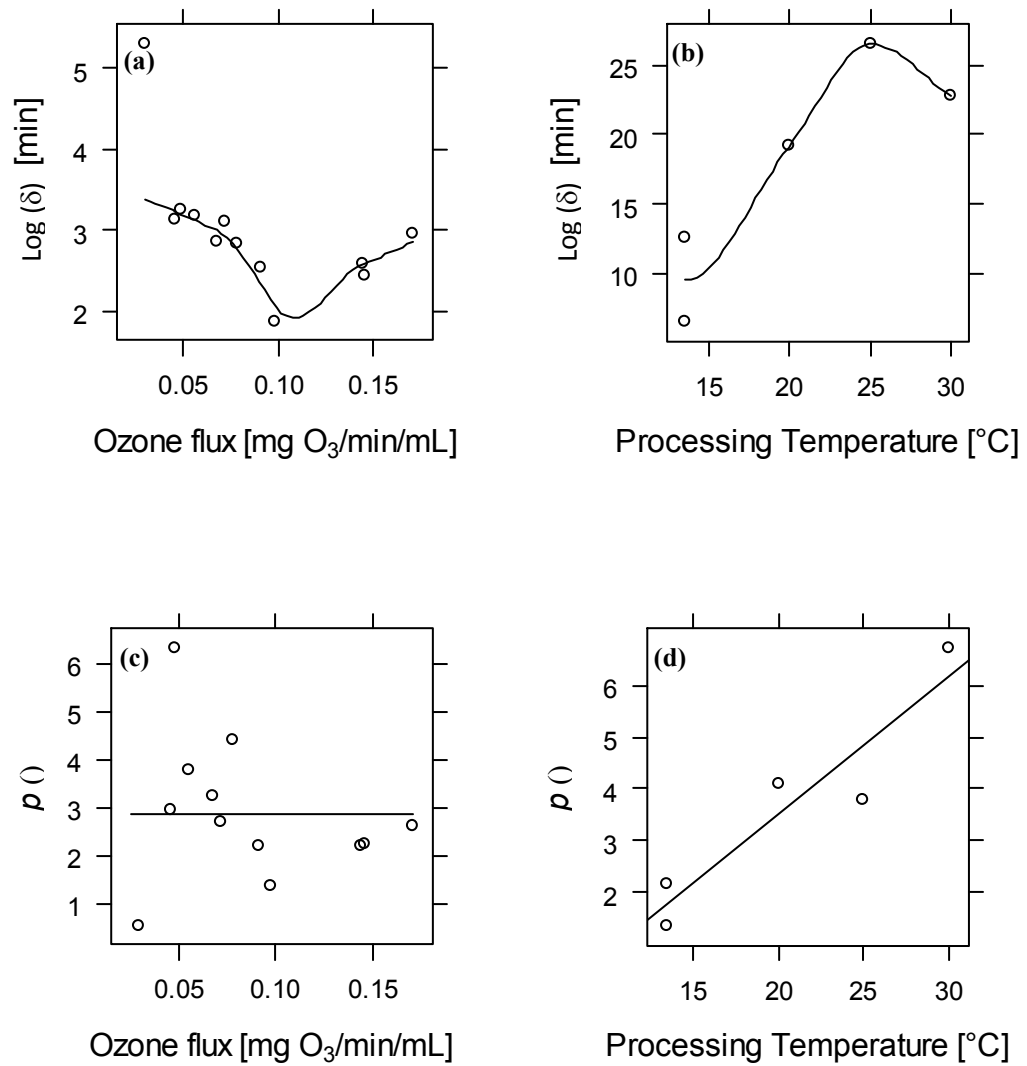 (a)
5
4
3
2
Log (δ) [min]
0.05 0.10 0.15
Ozone flux [mg O₃/min/mL]
(b)
25
20
15
10
Log (δ) [min]
15 20 25 30
Processing Temperature [°C]
(c)
6
5
4
3
2
1
p ()
0.05 0.10 0.15
Ozone flux [mg O₃/min/mL]
(d)
6
5
4
3
2
p ()
15 20 25 30
Processing Temperature [°C]